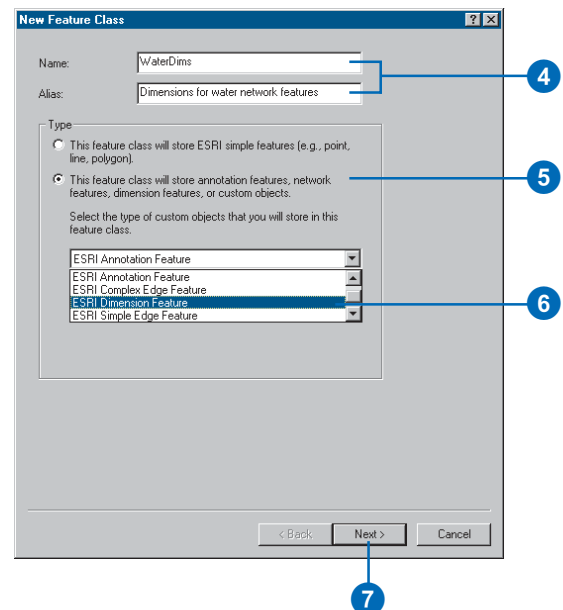 New Feature Class
? X
Name:
WaterDims
4
Alias:
Dimensions for water network features
Type
This feature class will store ESRI simple features (e.g., point,
line, polygon).
This feature class will store annotation features, network
features, dimension features, or custom objects.
5
Select the type of custom objects that you will store in this
feature class.
ESRI Annotation Feature
ESRI Annotation Feature
ESRI Complex Edge Feature
ESRI Dimension Feature
6
ESRI Simple Edge Feature
< Back
Next >
Cancel
7